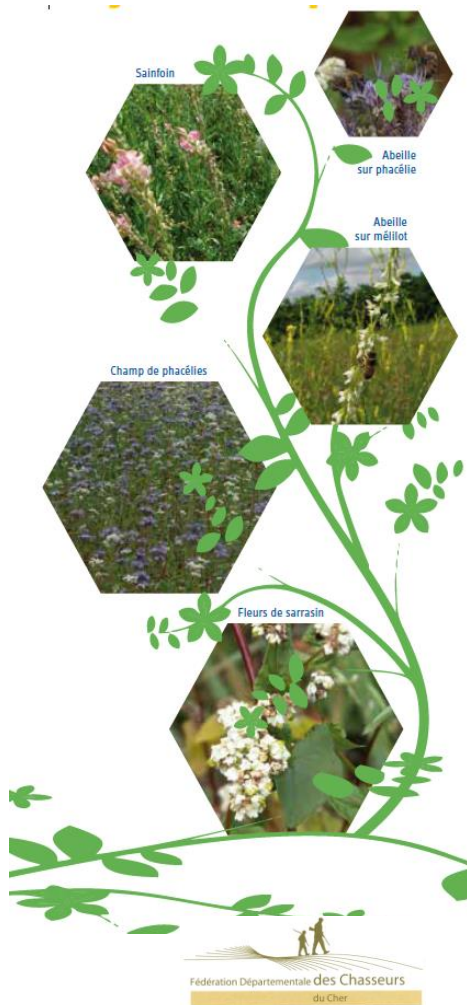 Sainfoin
Abeille
sur phacélie
Abeille
sur mélilot
Champ de phacélies
Fleurs de sarrasin
Fédération Départementale des Chasseurs
du Cher